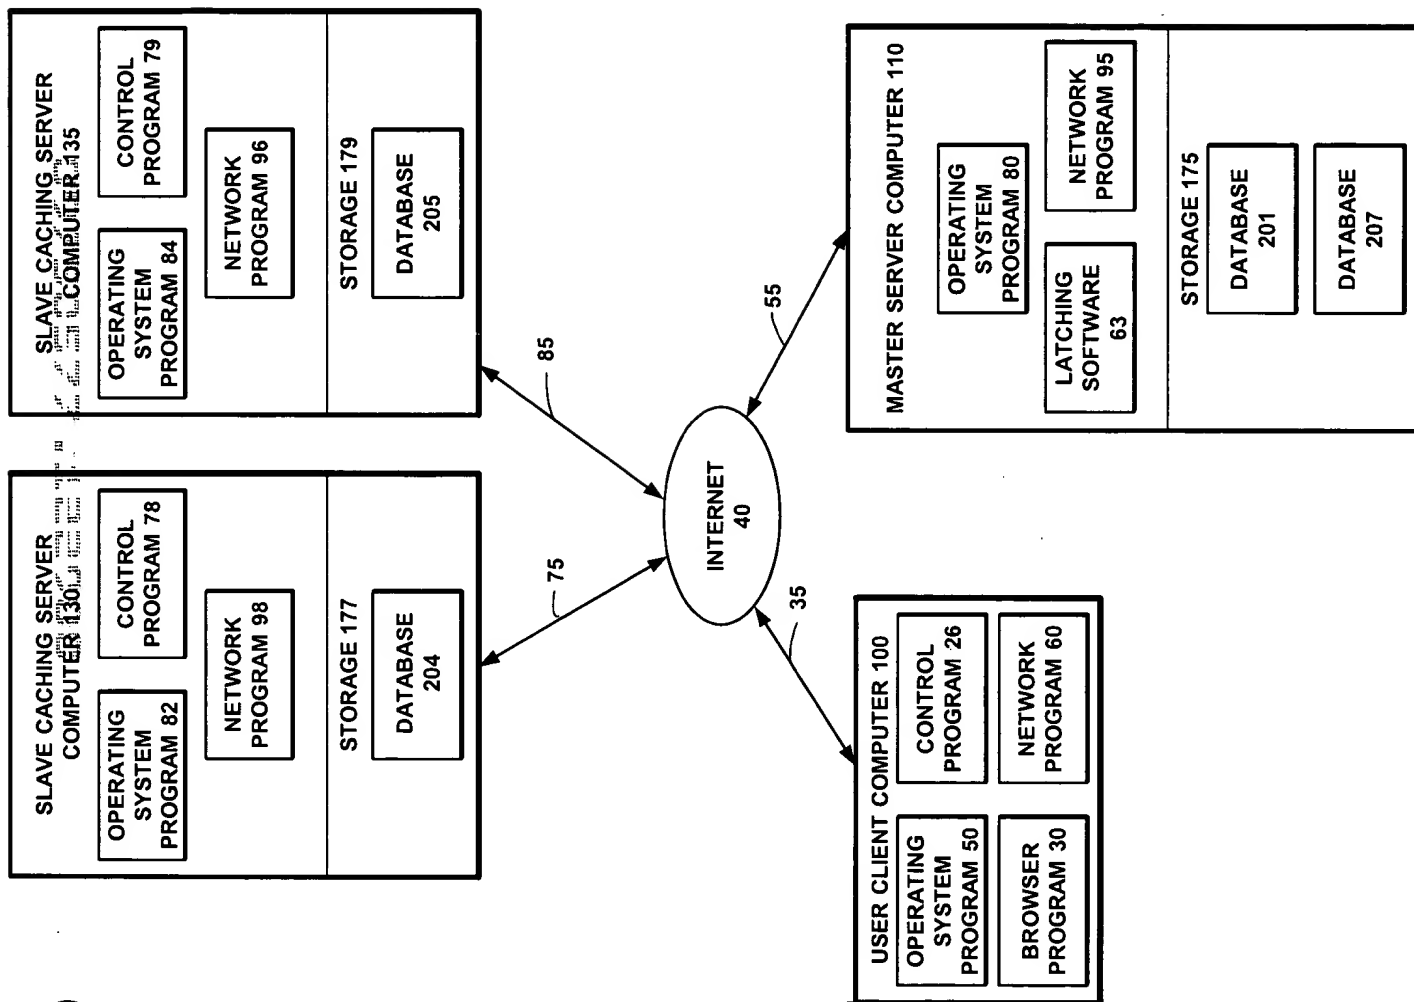 SLAVE CACHING SERVER
COMPUTER 130
OPERATING
SYSTEM
PROGRAM 82
CONTROL
PROGRAM 78
NETWORK
PROGRAM 98
STORAGE 177
DATABASE
204
SLAVE CACHING SERVER
COMPUTER 135
OPERATING
SYSTEM
PROGRAM 84
CONTROL
PROGRAM 79
NETWORK
PROGRAM 96
STORAGE 179
DATABASE
205
75
85
INTERNET
40
35
55
USER CLIENT COMPUTER 100
OPERATING
SYSTEM
PROGRAM 50
CONTROL
PROGRAM 26
BROWSER
PROGRAM 30
NETWORK
PROGRAM 60
MASTER SERVER COMPUTER 110
OPERATING
SYSTEM
PROGRAM 80
LATCHING
SOFTWARE
63
NETWORK
PROGRAM 95
STORAGE 175
DATABASE
201
DATABASE
207